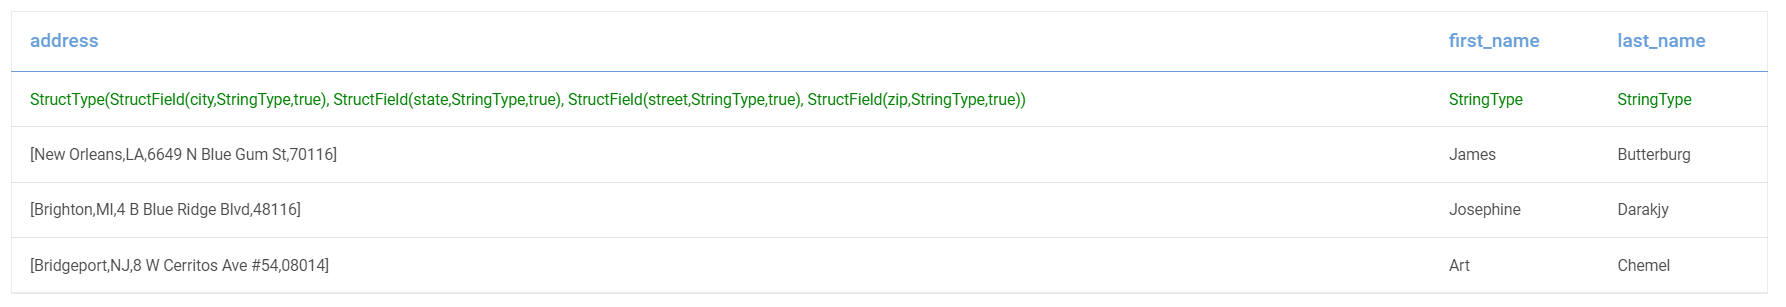 address first_name last_name
StructType(StructField(city,StringType,true), StructField(state,StringType,true), StructField(street,StringType,true), StructField(zip,StringType,true)) StringType StringType
[New Orleans,LA,6649 N Blue Gum St,70116] James Butterburg
[Brighton,MI,4 B Blue Ridge Blvd,48116] Josephine Darakjy
[Bridgeport,NJ,8 W Cerritos Ave #54,08014] Art Chemel